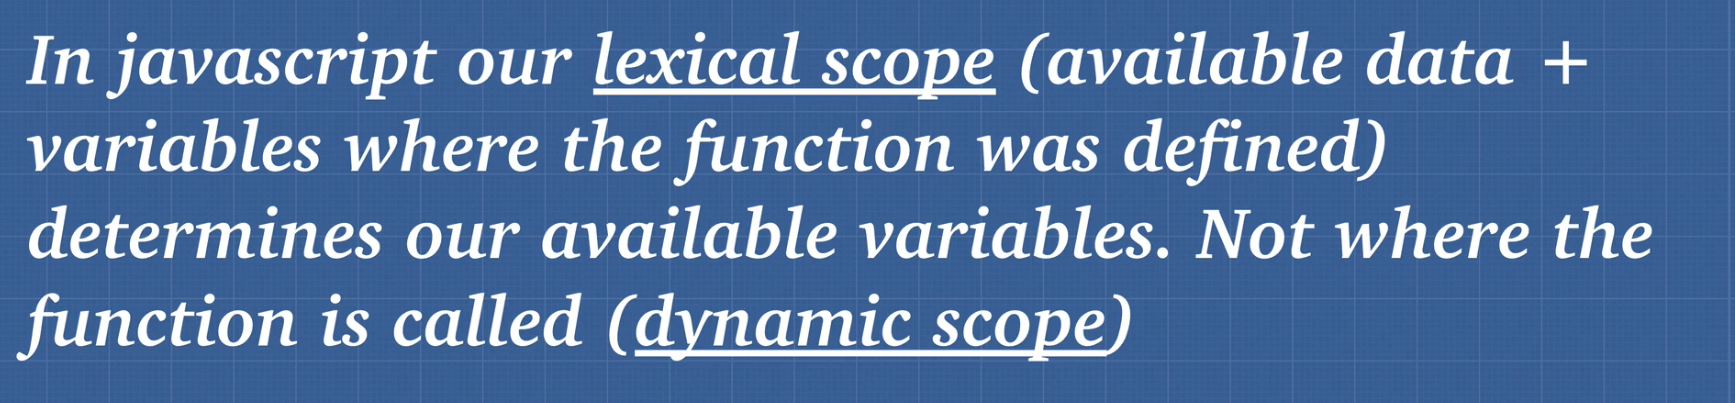 In javascript our lexical scope (available data +
variables where the function was defined)
determines our available variables. Not where the
function is called (dynamic scope)